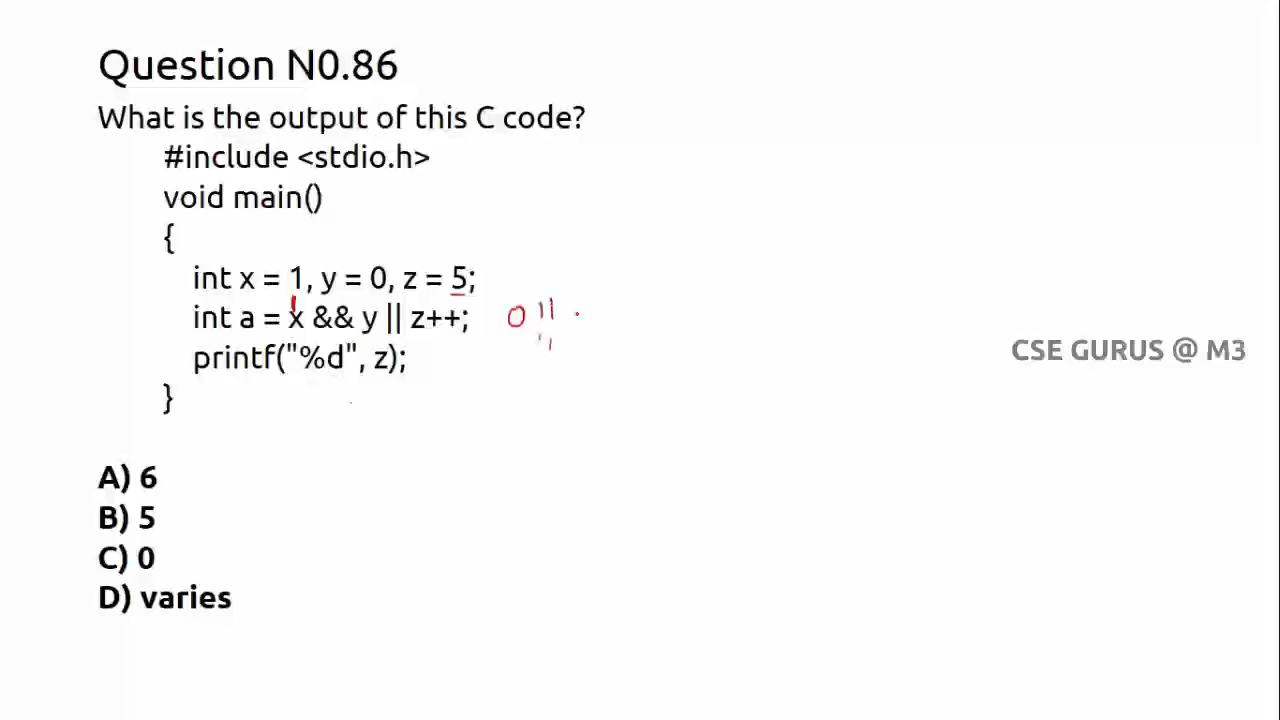 Question N0.86
What is the output of this C code?
#include <stdio.h>
void main()
{
int x = 1, y = 0, z = 5;
int a = x && y || z++; 0 ||
printf("%d", z);
}
CSE GURUS @ M3
A) 6
B) 5
C) 0
D) varies